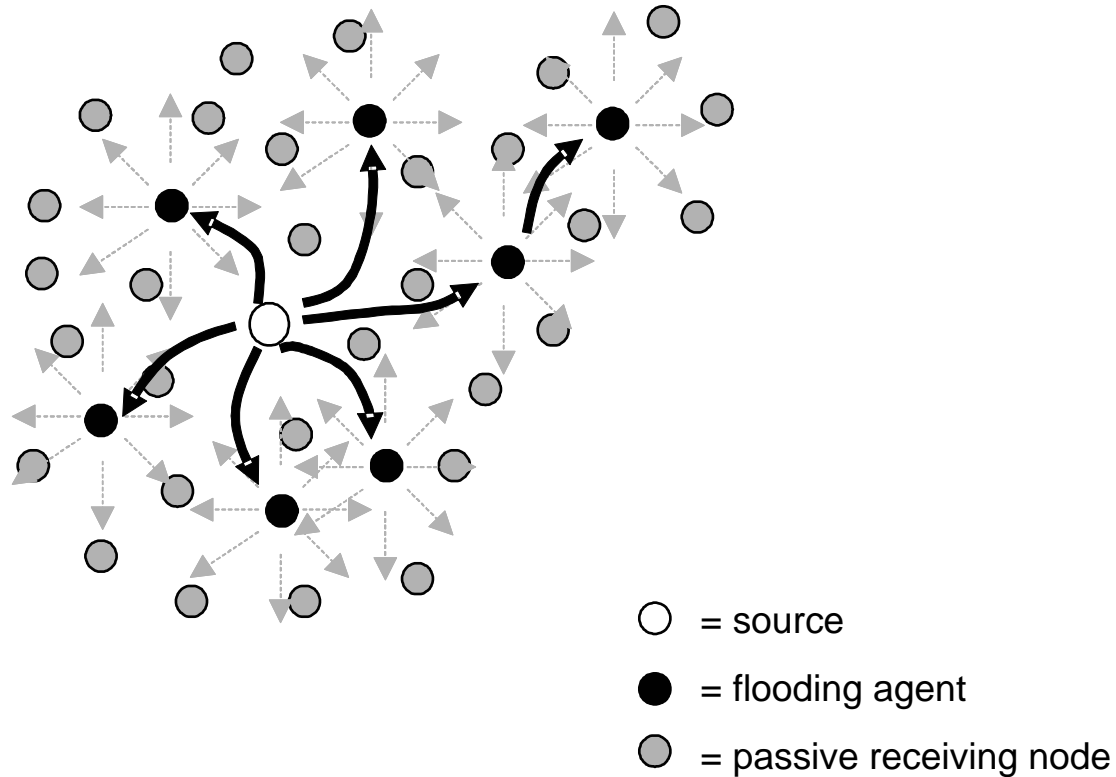 = source
= flooding agent
= passive receiving node